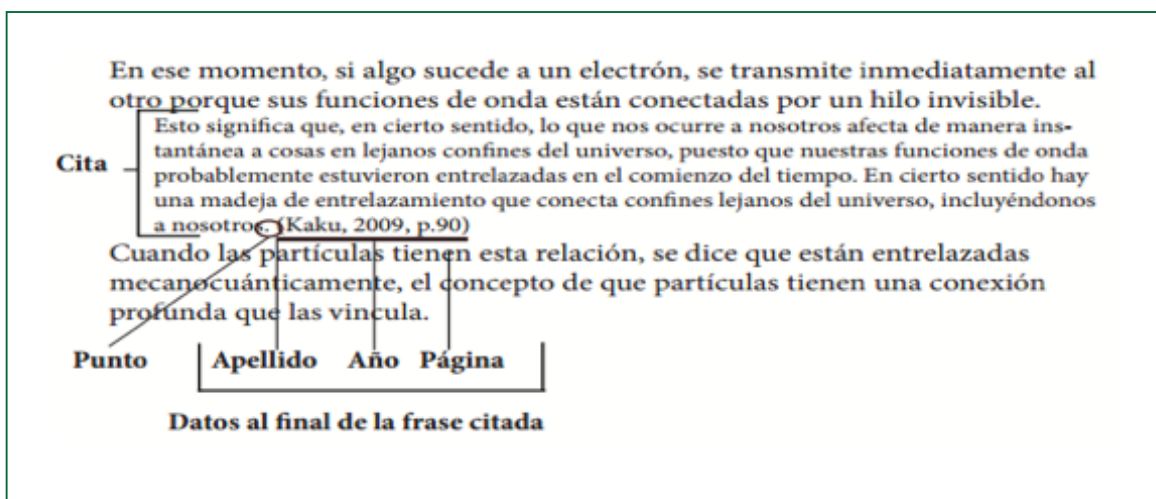 En ese momento, si algo sucede a un electrón, se transmite inmediatamente al
otro porque sus funciones de onda están conectadas por un hilo invisible.
Esto significa que, en cierto sentido, lo que nos ocurre a nosotros afecta de manera ins-
tantánea a cosas en lejanos confines del universo, puesto que nuestras funciones de onda
Cita
probablemente estuvieron entrelazadas en el comienzo del tiempo. En cierto sentido hay
una madeja de entrelazamiento que conecta confines lejanos del universo, incluyéndonos
a nosotros. (Kaku, 2009, p.90)
Cuando las partículas tienen esta relación, se dice que están entrelazadas
mecanocuánticamente, el concepto de que partículas tienen una conexión
profunda que las vincula.
Punto Apellido Año Página
Datos al final de la frase citada